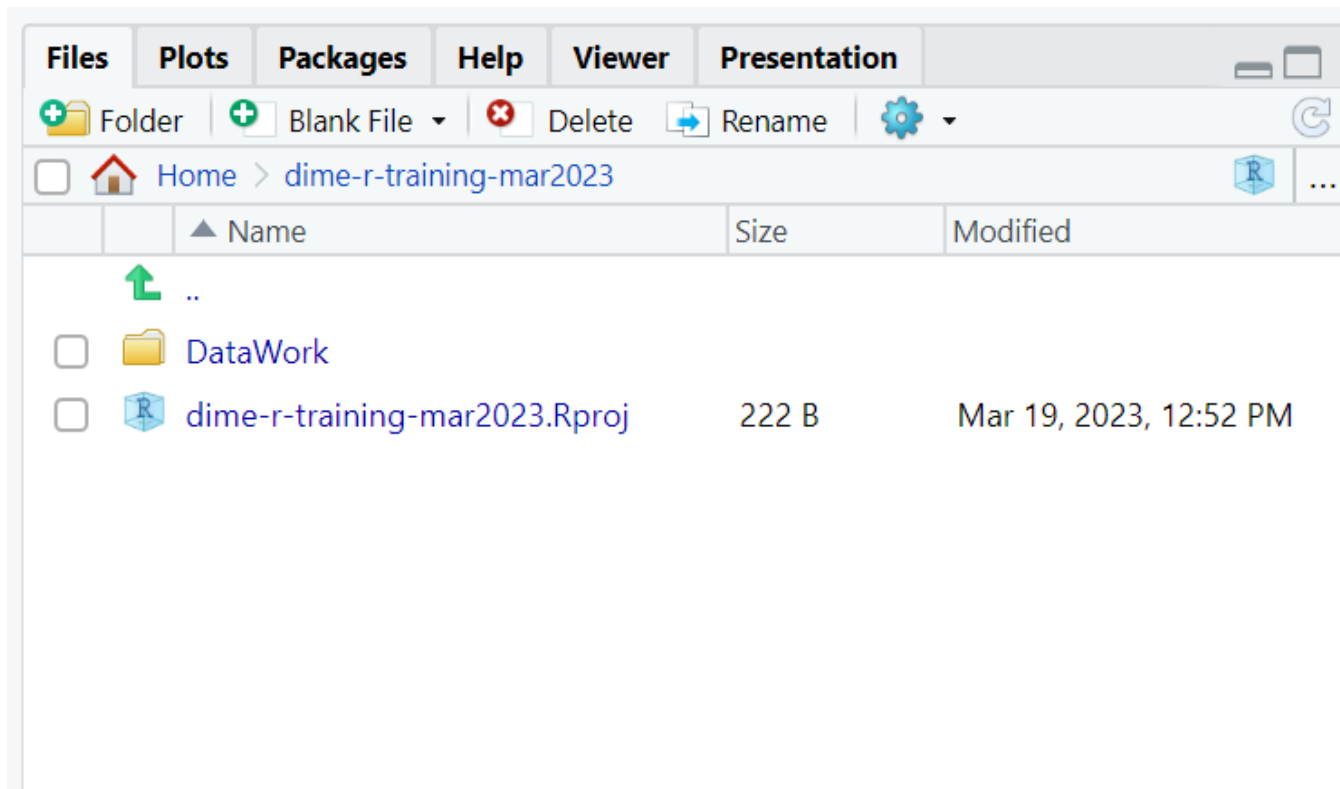 Files Plots Packages Help Viewer Presentation
Folder Blank File Delete Rename
Home dime-r-training-mar2023 R ...
Name Size Modified
..
DataWork
R dime-r-training-mar2023.Rproj 222 B Mar 19, 2023, 12:52 PM